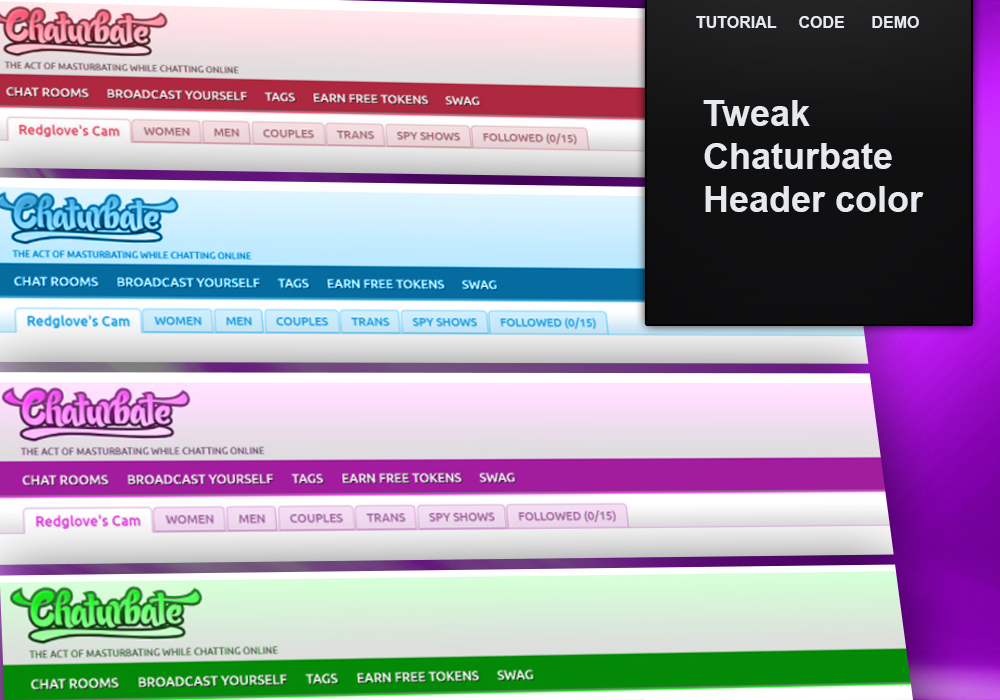 TUTORIAL CODE DEMO
Tweak
Chaturbate
Header color
Chaturbate
THE ACT OF MASTURBATING WHILE CHATTING ONLINE
CHAT ROOMS BROADCAST YOURSELF TAGS EARN FREE TOKENS SWAG
Redglove's Cam WOMEN MEN COUPLES TRANS SPY SHOWS FOLLOWED (0/15)
Chaturbate
THE ACT OF MASTURBATING WHILE CHATTING ONLINE
CHAT ROOMS BROADCAST YOURSELF TAGS EARN FREE TOKENS SWAG
Redglove's Cam WOMEN MEN COUPLES TRANS SPY SHOWS FOLLOWED (0/15)
Chaturbate
THE ACT OF MASTURBATING WHILE CHATTING ONLINE
CHAT ROOMS BROADCAST YOURSELF TAGS EARN FREE TOKENS SWAG
Redglove's Cam WOMEN MEN COUPLES TRANS SPY SHOWS FOLLOWED (0/15)
Chaturbate
THE ACT OF MASTURBATING WHILE CHATTING ONLINE
CHAT ROOMS BROADCAST YOURSELF TAGS EARN FREE TOKENS SWAG